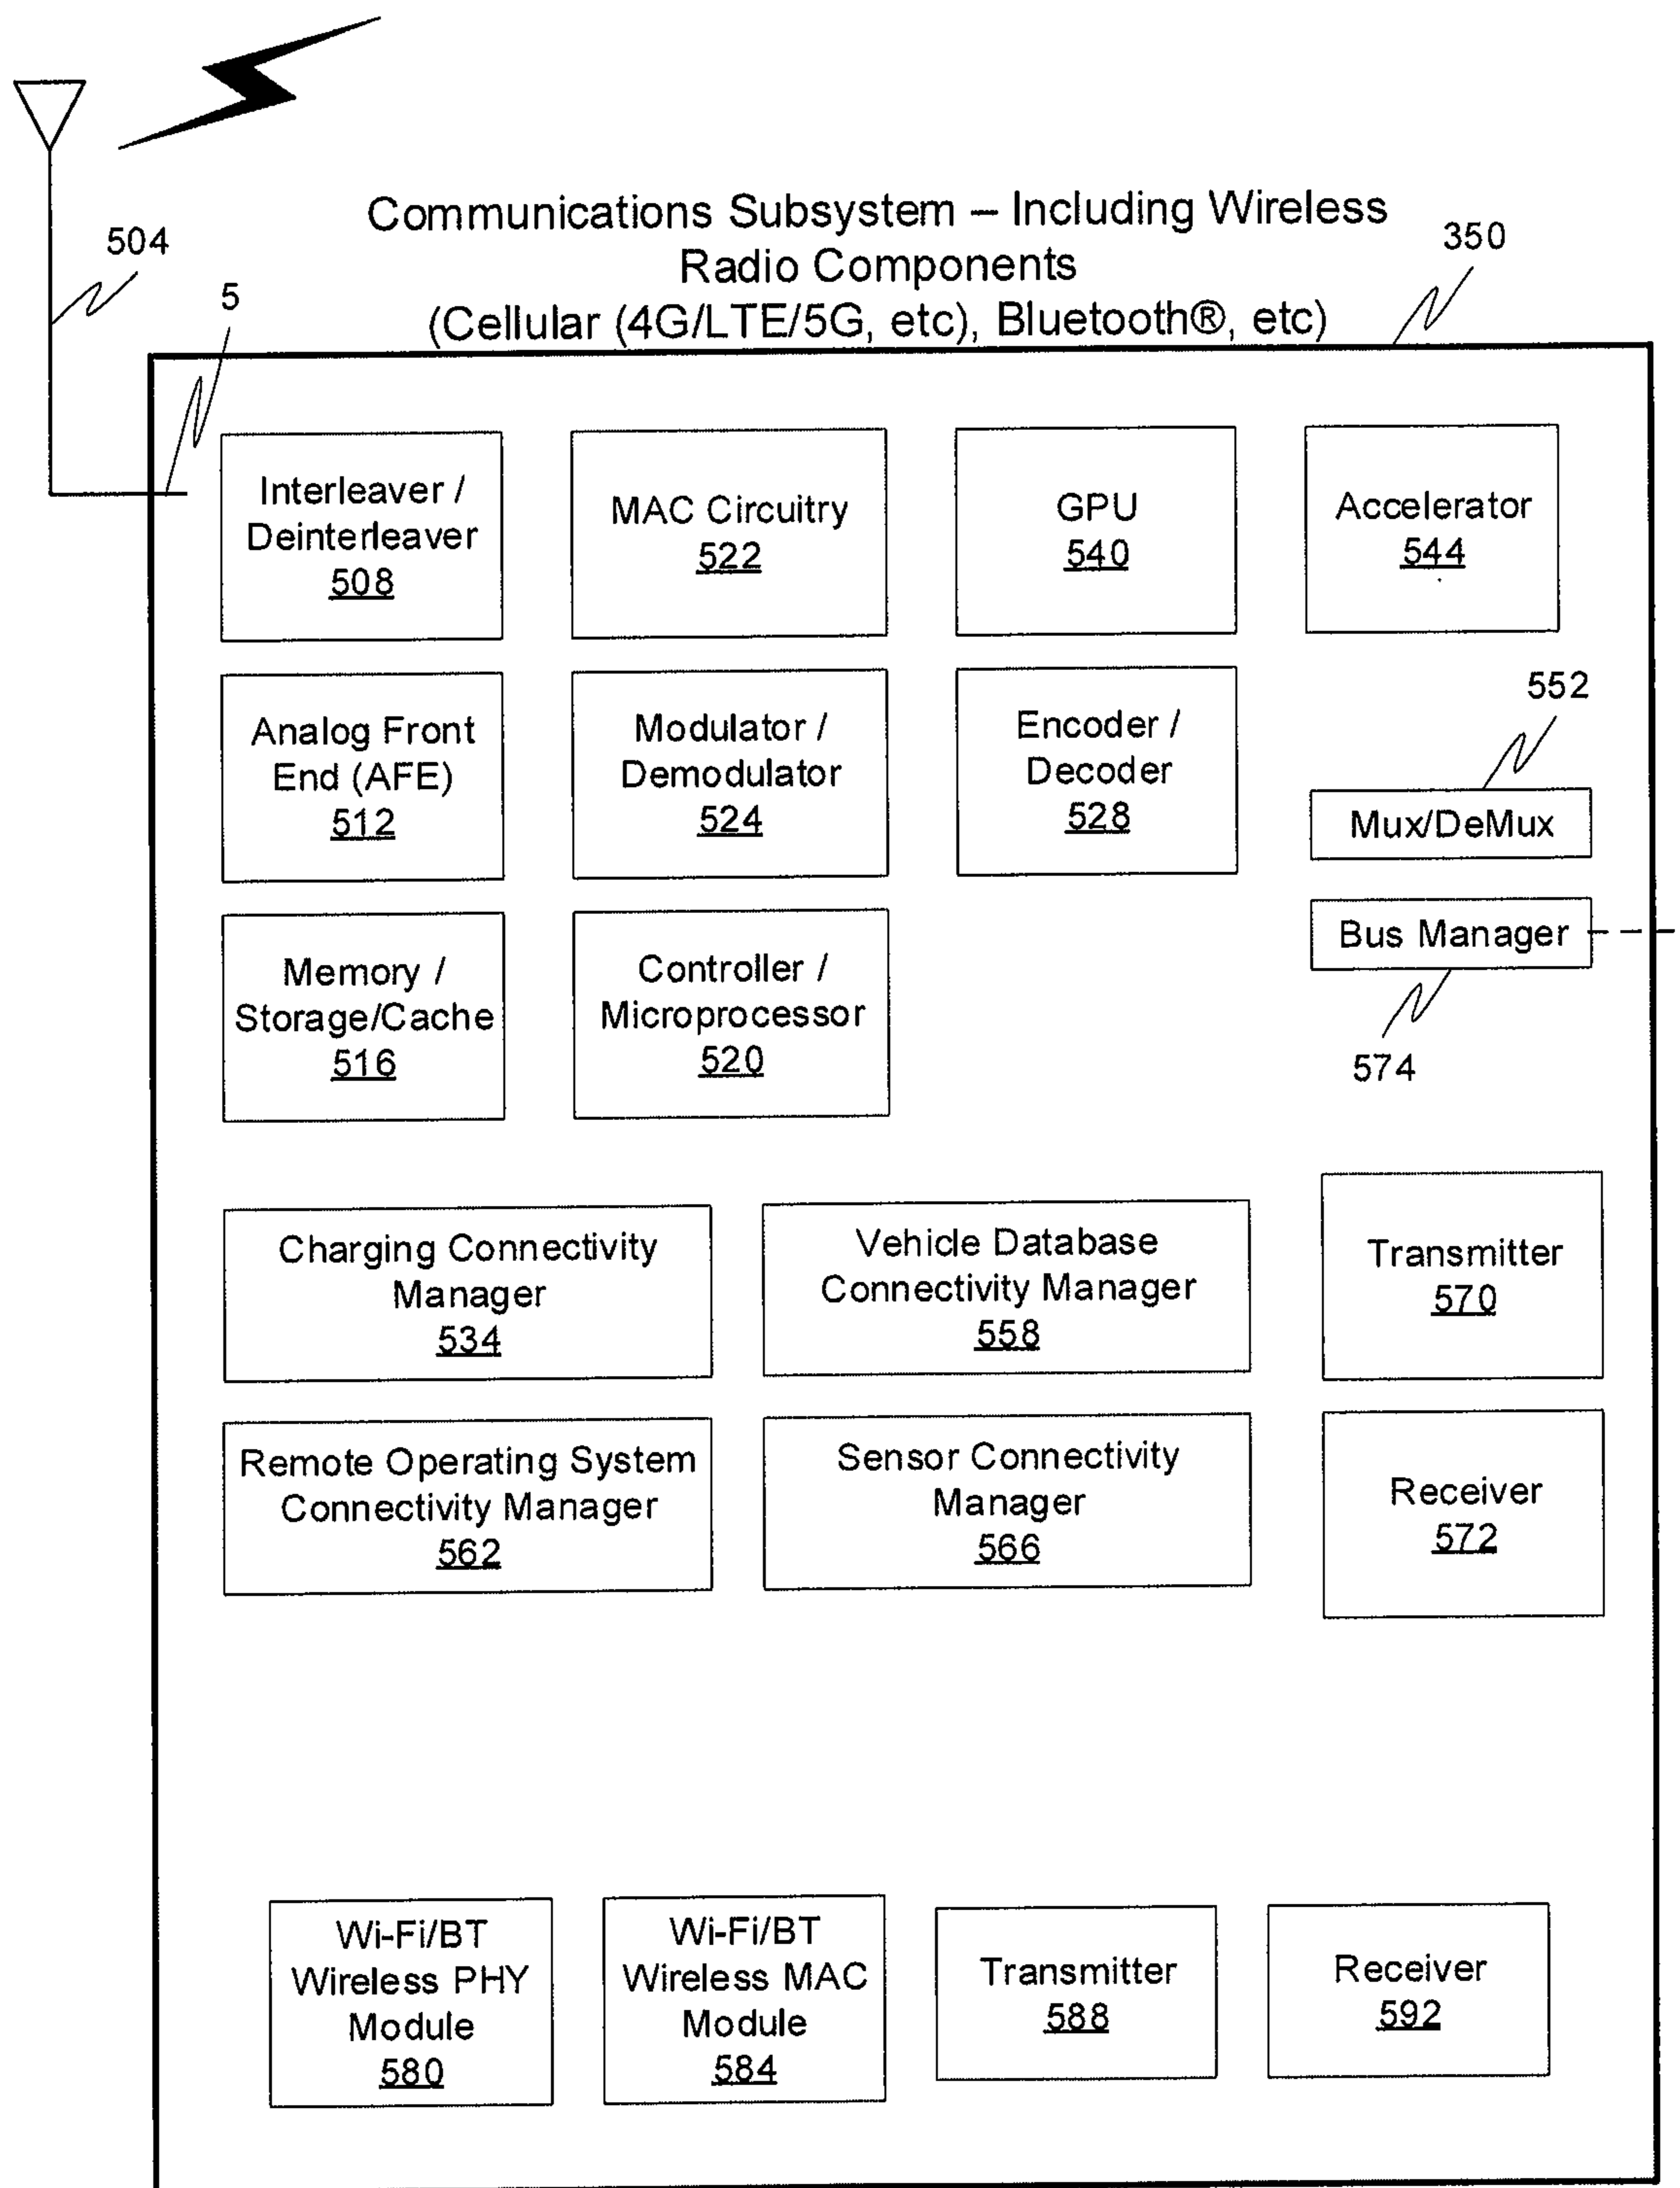 Communications Subsystem – Including Wireless
Radio Components
(Cellular (4G/LTE/5G, etc), Bluetooth®, etc)
504
5
350
Interleaver /
Deinterleaver
508
MAC Circuitry
522
GPU
540
Accelerator
544
Analog Front
End (AFE)
512
Modulator /
Demodulator
524
Encoder /
Decoder
528
552
Mux/DeMux
Bus Manager
574
Memory /
Storage/Cache
516
Controller /
Microprocessor
520
Charging Connectivity
Manager
534
Vehicle Database
Connectivity Manager
558
Transmitter
570
Remote Operating System
Connectivity Manager
562
Sensor Connectivity
Manager
566
Receiver
572
Wi-Fi/BT
Wireless PHY
Module
580
Wi-Fi/BT
Wireless MAC
Module
584
Transmitter
588
Receiver
592